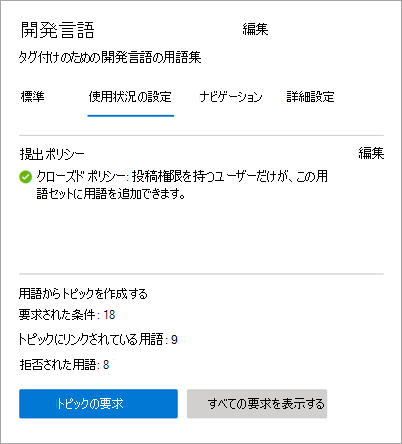 開発言語 編集
タグ付けのための開発言語の用語集
標準 使用状況の設定 ナビゲーション 詳細設定
提出ポリシー 編集
クローズド ポリシー: 投稿権限を持つユーザーだけが、この用
語セットに用語を追加できます。
用語からトピックを作成する
要求された条件: 18
トピックにリンクされている用語: 9
拒否された用語: 8
トピックの要求 すべての要求を表示する